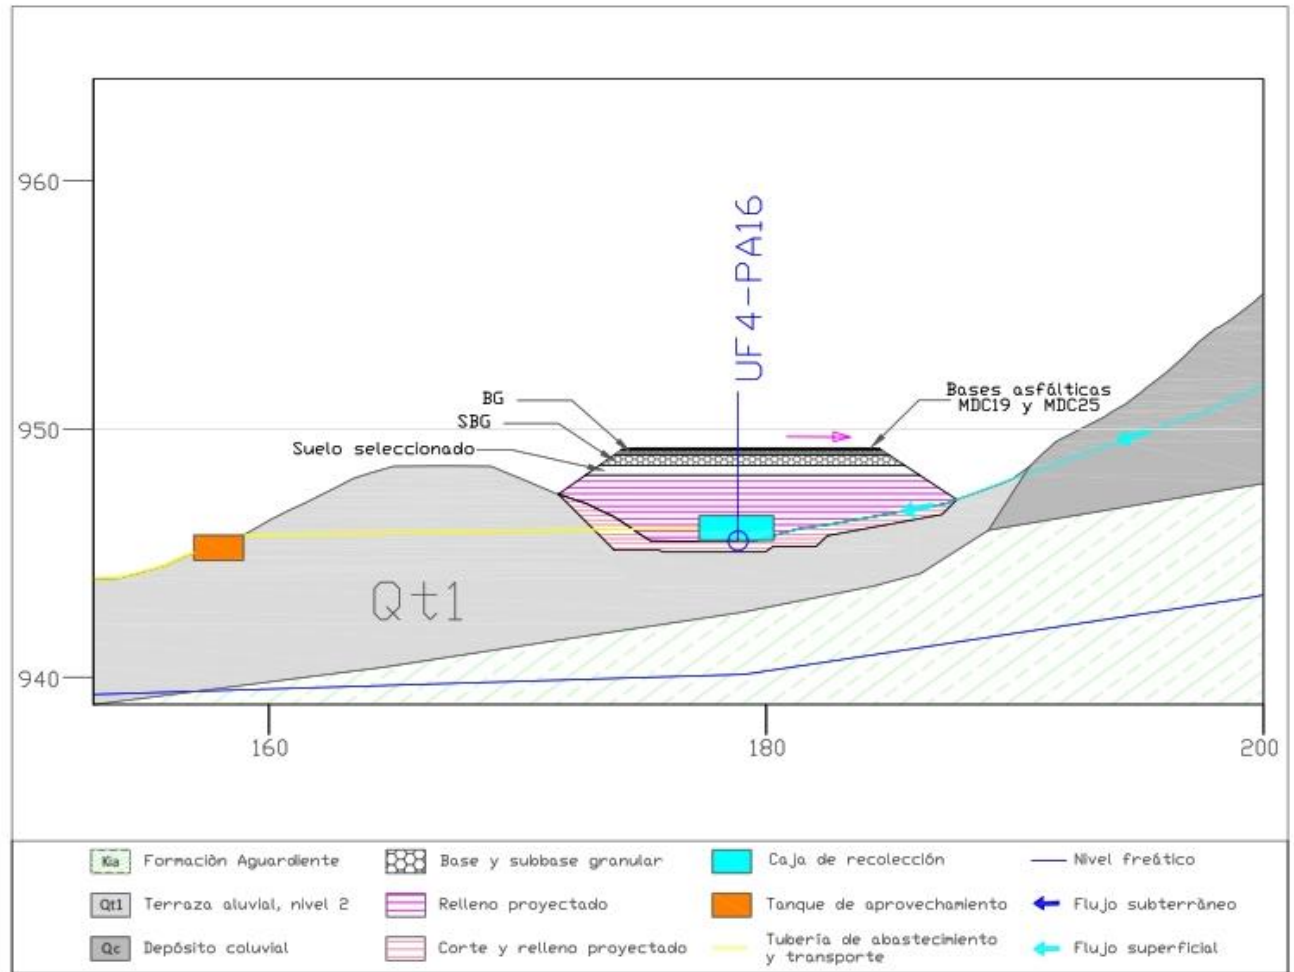 960
UF4-PA16
BG
SBG
Suelo seleccionado
Bases asfálticas
MDC19 y MDC25
950
Qt1
940
160
180
200
Kia Formaciòn Aguardiente
Base y subbase granular
Caja de recolección
Nivel freático
Qt1 Terraza aluvial, nivel 2
Relleno proyectado
Tanque de aprovechamiento
Flujo subterràneo
Qc Depósito coluvial
Corte y relleno proyectado
Tubería de abastecimiento
y transporte
Flujo superficial